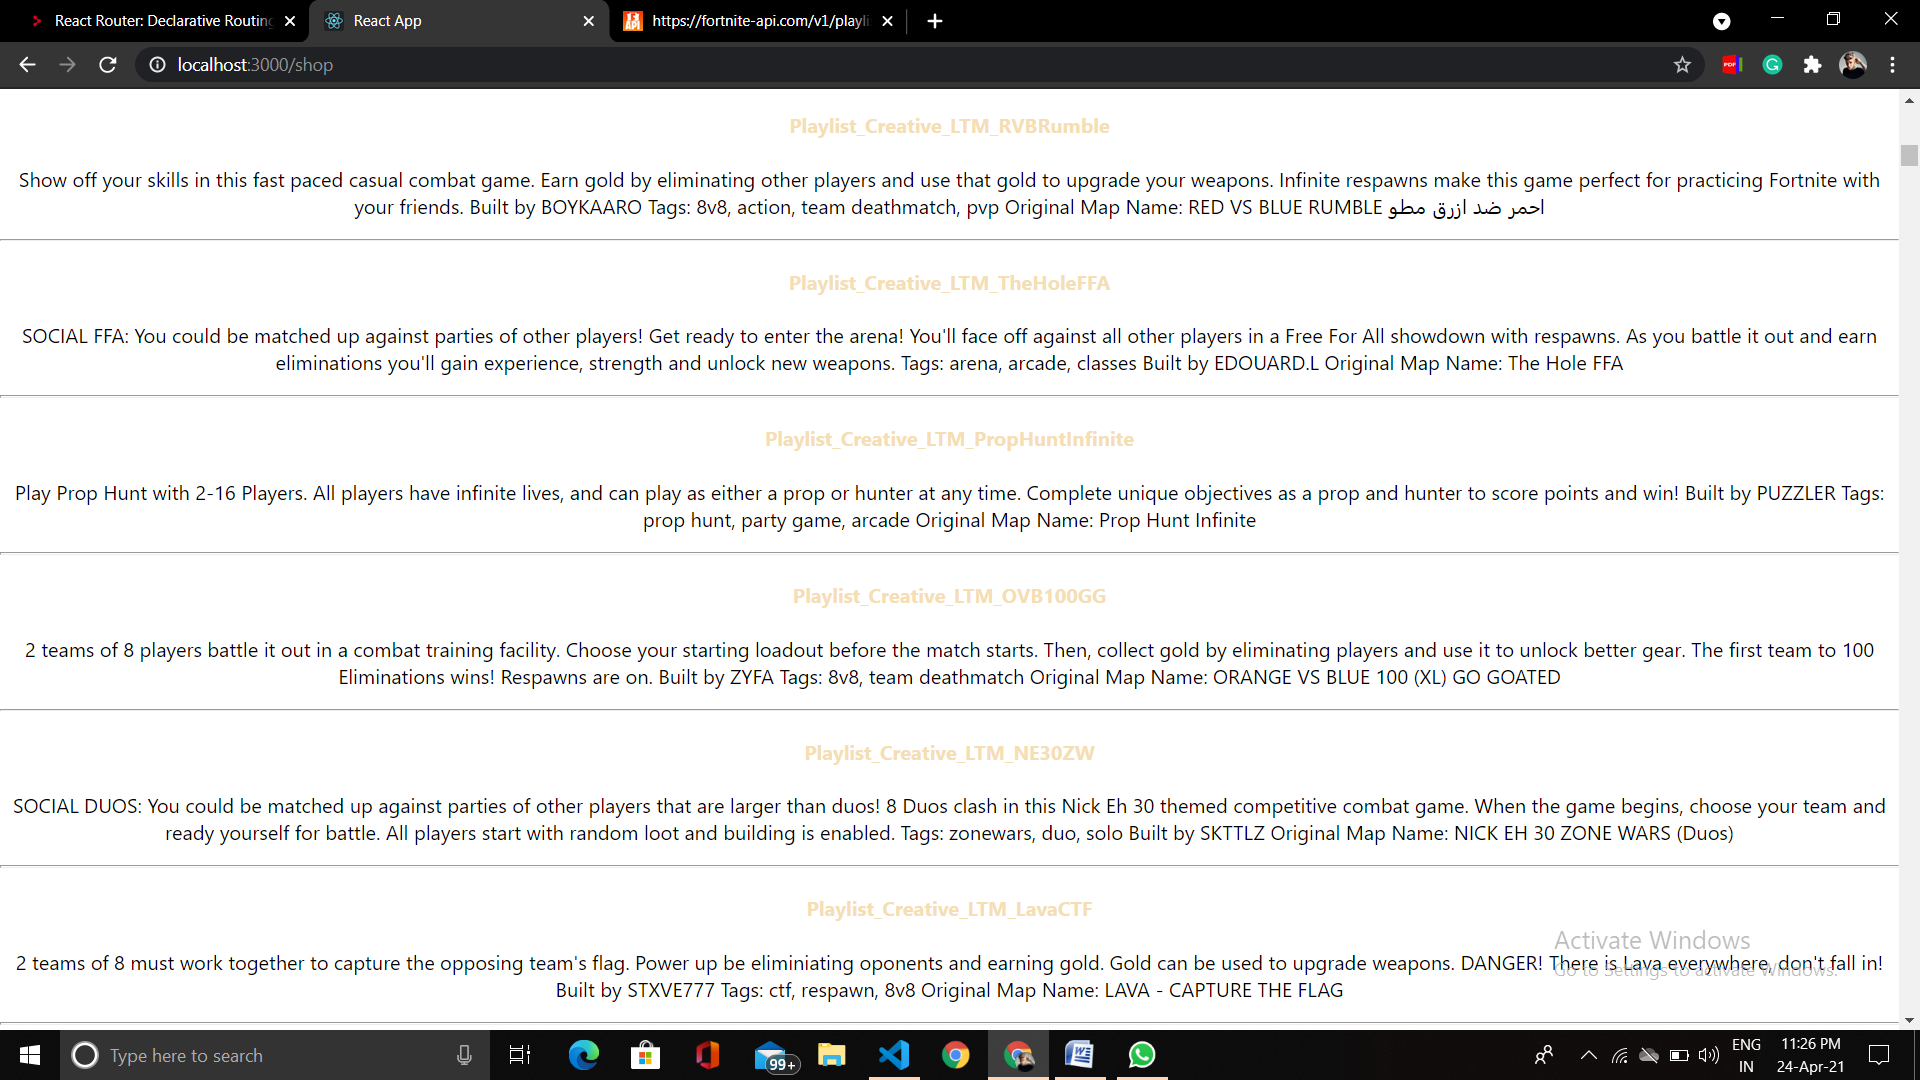 React Router: Declarative Routing
React App
https://fortnite-api.com/v1/playli
localhost:3000/shop
Playlist_Creative_LTM_RVBRumble
Show off your skills in this fast paced casual combat game. Earn gold by eliminating other players and use that gold to upgrade your weapons. Infinite respawns make this game perfect for practicing Fortnite with
your friends. Built by BOYKAARO Tags: 8v8, action, team deathmatch, pvp Original Map Name: RED VS BLUE RUMBLE احمر ضد ازرق مطو
Playlist_Creative_LTM_TheHoleFFA
SOCIAL FFA: You could be matched up against parties of other players! Get ready to enter the arena! You'll face off against all other players in a Free For All showdown with respawns. As you battle it out and earn
eliminations you'll gain experience, strength and unlock new weapons. Tags: arena, arcade, classes Built by EDOUARD.L Original Map Name: The Hole FFA
Playlist_Creative_LTM_PropHuntInfinite
Play Prop Hunt with 2-16 Players. All players have infinite lives, and can play as either a prop or hunter at any time. Complete unique objectives as a prop and hunter to score points and win! Built by PUZZLER Tags:
prop hunt, party game, arcade Original Map Name: Prop Hunt Infinite
Playlist_Creative_LTM_OVB100GG
2 teams of 8 players battle it out in a combat training facility. Choose your starting loadout before the match starts. Then, collect gold by eliminating players and use it to unlock better gear. The first team to 100
Eliminations wins! Respawns are on. Built by ZYFA Tags: 8v8, team deathmatch Original Map Name: ORANGE VS BLUE 100 (XL) GO GOATED
Playlist_Creative_LTM_NE30ZW
SOCIAL DUOS: You could be matched up against parties of other players that are larger than duos! 8 Duos clash in this Nick Eh 30 themed competitive combat game. When the game begins, choose your team and
ready yourself for battle. All players start with random loot and building is enabled. Tags: zonewars, duo, solo Built by SKTTLZ Original Map Name: NICK EH 30 ZONE WARS (Duos)
Playlist_Creative_LTM_LavaCTF
2 teams of 8 must work together to capture the opposing team's flag. Power up be eliminiating oponents and earning gold. Gold can be used to upgrade weapons. DANGER! There is Lava everywhere, don't fall in!
Built by STXVE777 Tags: ctf, respawn, 8v8 Original Map Name: LAVA - CAPTURE THE FLAG
Activate Windows
Go to Settings to activate Windows.
Type here to search
99+
ENG
IN
11:26 PM
24-Apr-21